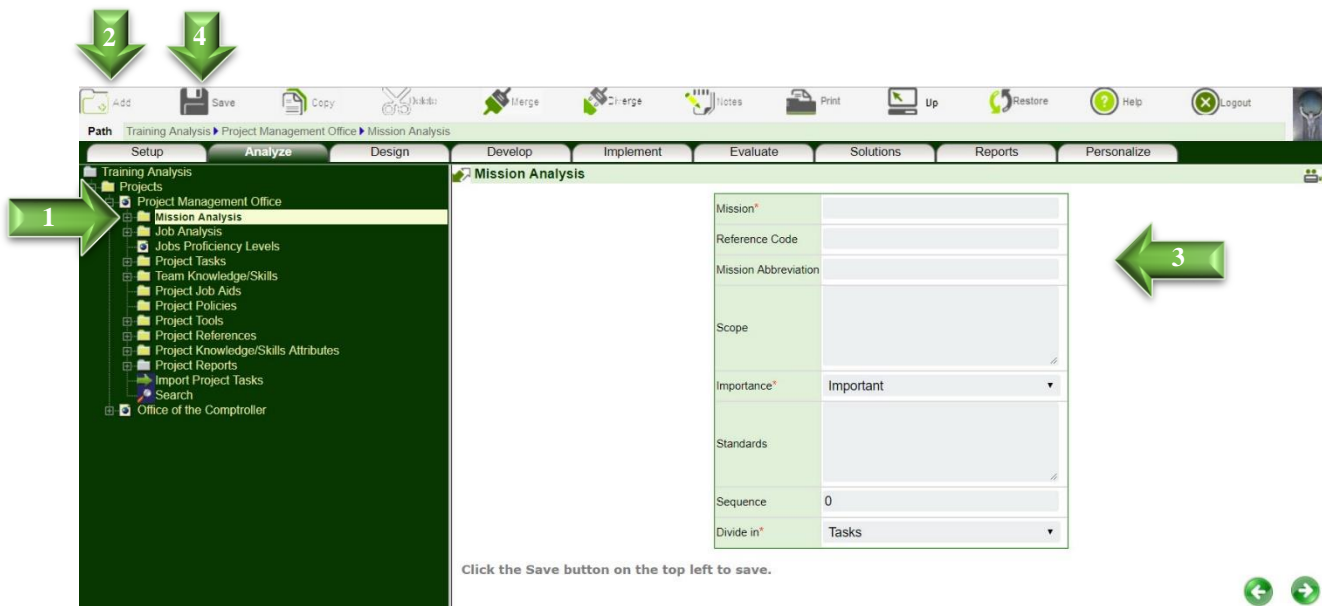 2 4
Add Save Copy Delete Merge Diverge Notes Print Up Restore Help Logout
Path Training Analysis Project Management Office Mission Analysis
Setup Analyze Design Develop Implement Evaluate Solutions Reports Personalize
Training Analysis
Projects
Project Management Office
1
Mission Analysis
Job Analysis
Jobs Proficiency Levels
Project Tasks
Team Knowledge/Skills
Project Job Aids
Project Policies
Project Tools
Project References
Project Knowledge/Skills Attributes
Project Reports
Import Project Tasks
Search
Office of the Comptroller
Mission Analysis
Mission*
Reference Code
Mission Abbreviation
3
Scope
Importance* Important
Standards
Sequence 0
Divide in* Tasks
Click the Save button on the top left to save.